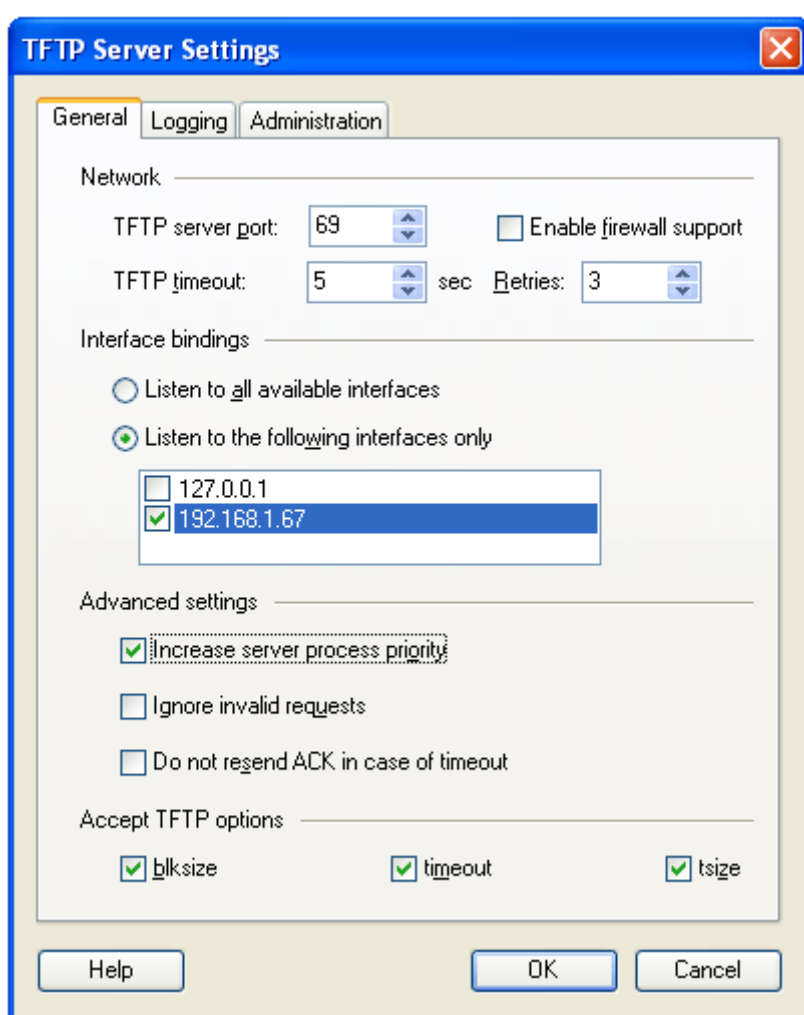 TFTP Server Settings
General Logging Administration
Network
TFTP server port: 69 Enable firewall support
TFTP timeout: 5 sec Retries: 3
Interface bindings
Listen to all available interfaces
Listen to the following interfaces only
127.0.0.1
192.168.1.67
Advanced settings
Increase server process priority
Ignore invalid requests
Do not resend ACK in case of timeout
Accept TFTP options
blksize timeout tsize
Help OK Cancel